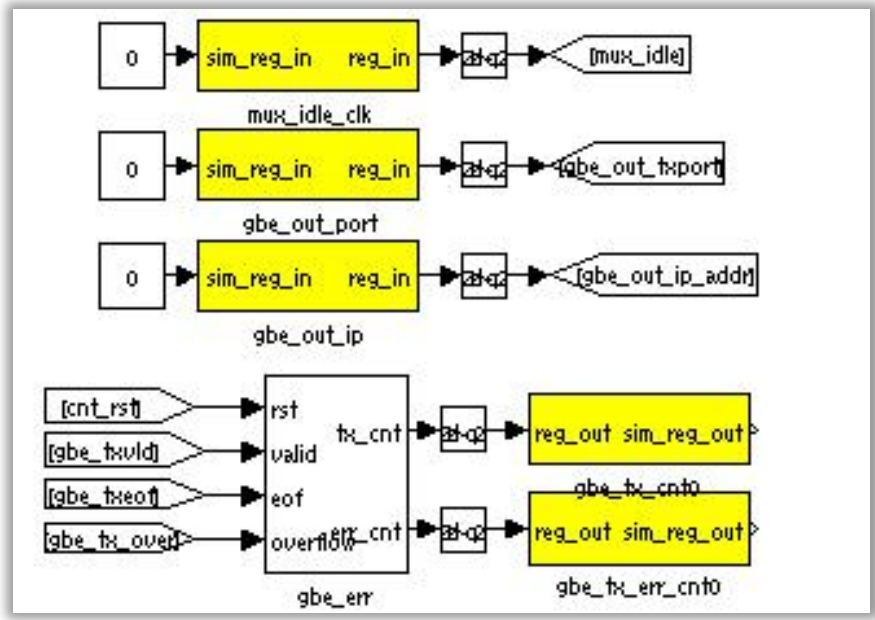 0 sim_reg_in reg_in [mux_idle]
mux_idle_clk
0 sim_reg_in reg_in [gbe_out_txport]
gbe_out_port
0 sim_reg_in reg_in [gbe_out_ip_addr]
gbe_out_ip
[cnt_rst] rst
tx_cnt reg_out sim_reg_out
[gbe_txvld] valid
gbe_tx_cnt0
[gbe_txeof] eof
[gbe_tx_over] overflow err_cnt reg_out sim_reg_out
gbe_err
gbe_tx_err_cnt0